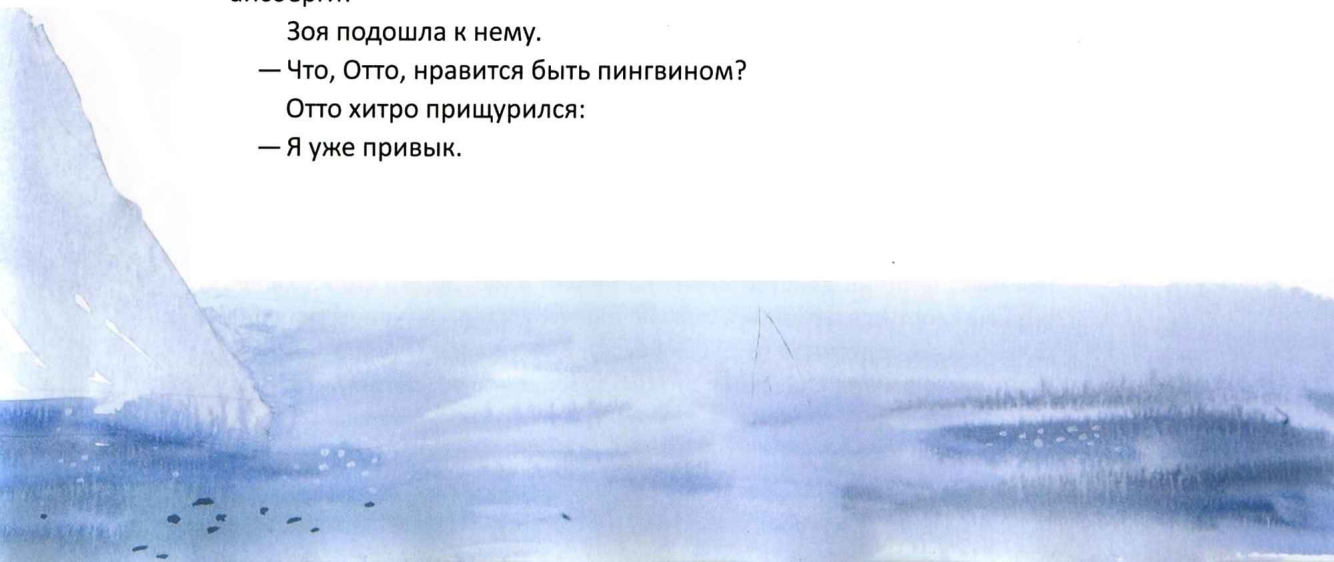 Зоя подошла к нему.
— Что, Отто, нравится быть пингвином?
Отто хитро прищурился:
— Я уже привык.